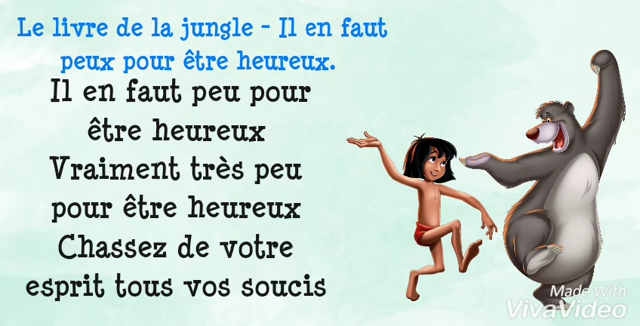 Le livre de la jungle - Il en faut
peux pour être heureux.
Il en faut peu pour
être heureux
Vraiment très peu
pour être heureux
Chassez de votre
esprit tous vos soucis
Made With
VivaVideo